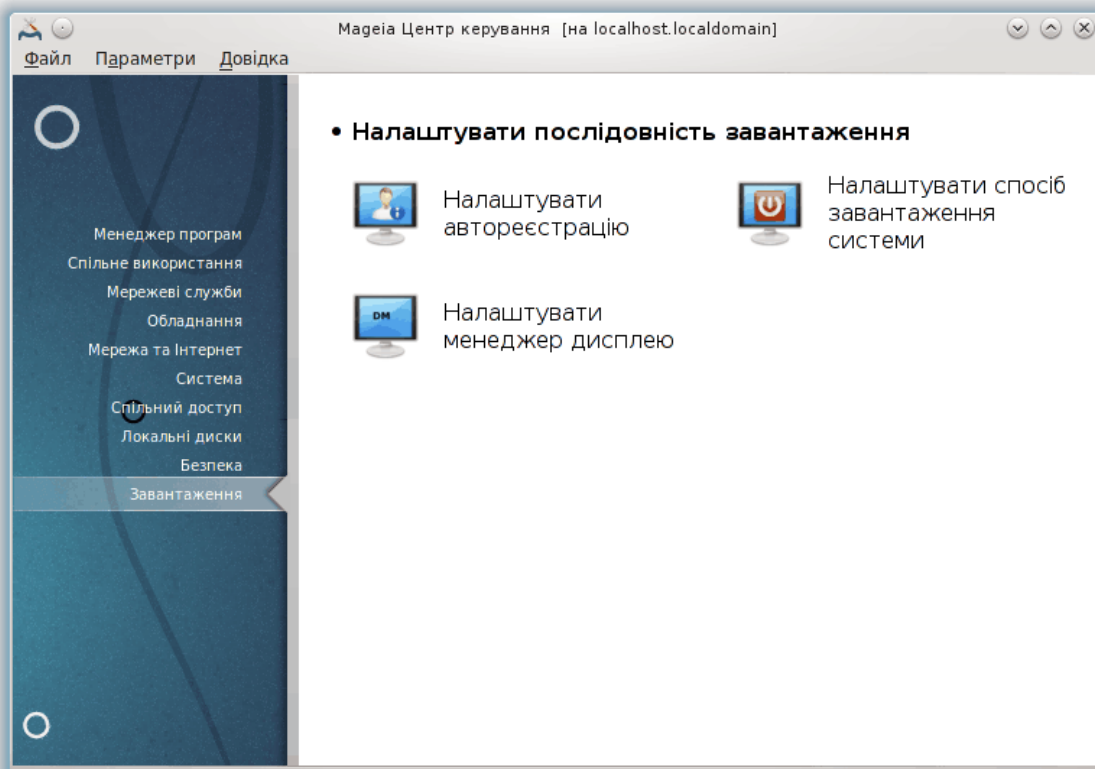 Mageia Центр керування [на localhost.localdomain]
Файл Параметри Довідка
Менеджер програм
Спільне використання
Мережеві служби
Обладнання
Мережа та Інтернет
Система
Спільний доступ
Локальні диски
Безпека
Завантаження
• Налаштувати послідовність завантаження
Налаштувати
автореєстрацію
Налаштувати спосіб
завантаження
системи
DM
Налаштувати
менеджер дисплею